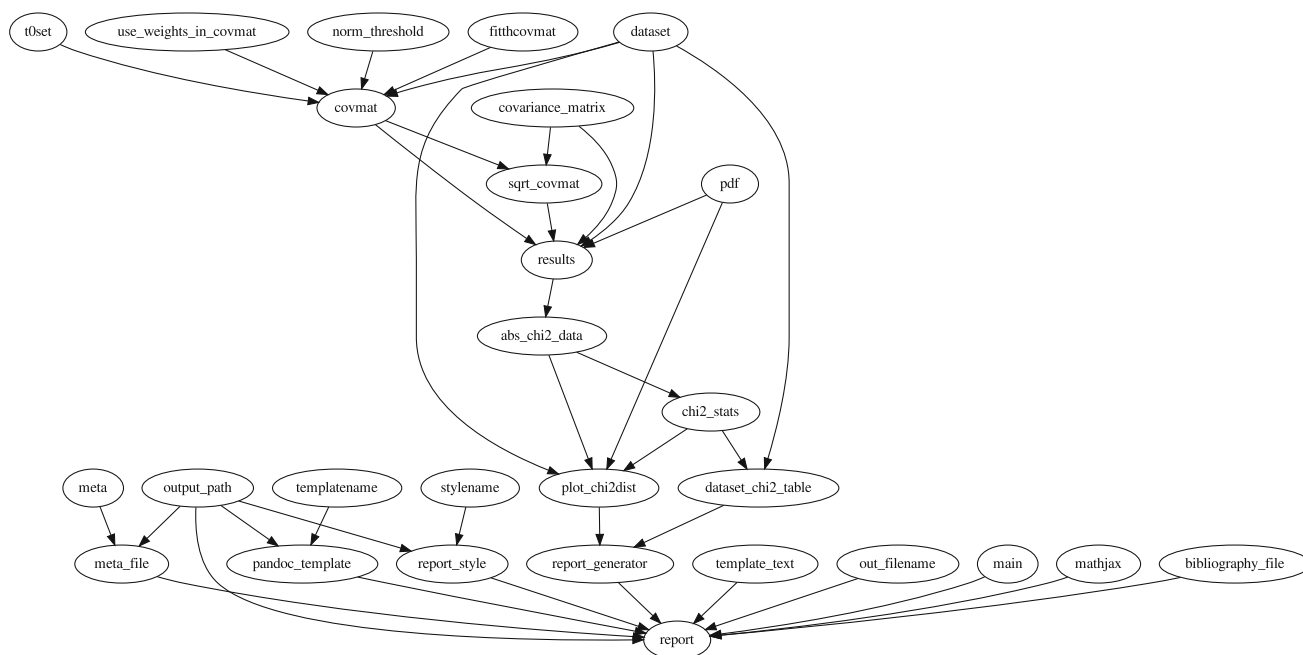 t0set
use_weights_in_covmat
norm_threshold
fitthcovmat
dataset
covmat
covariance_matrix
sqrt_covmat
pdf
results
abs_chi2_data
chi2_stats
meta
output_path
templatename
stylename
plot_chi2dist
dataset_chi2_table
meta_file
pandoc_template
report_style
report_generator
template_text
out_filename
main
mathjax
bibliography_file
report